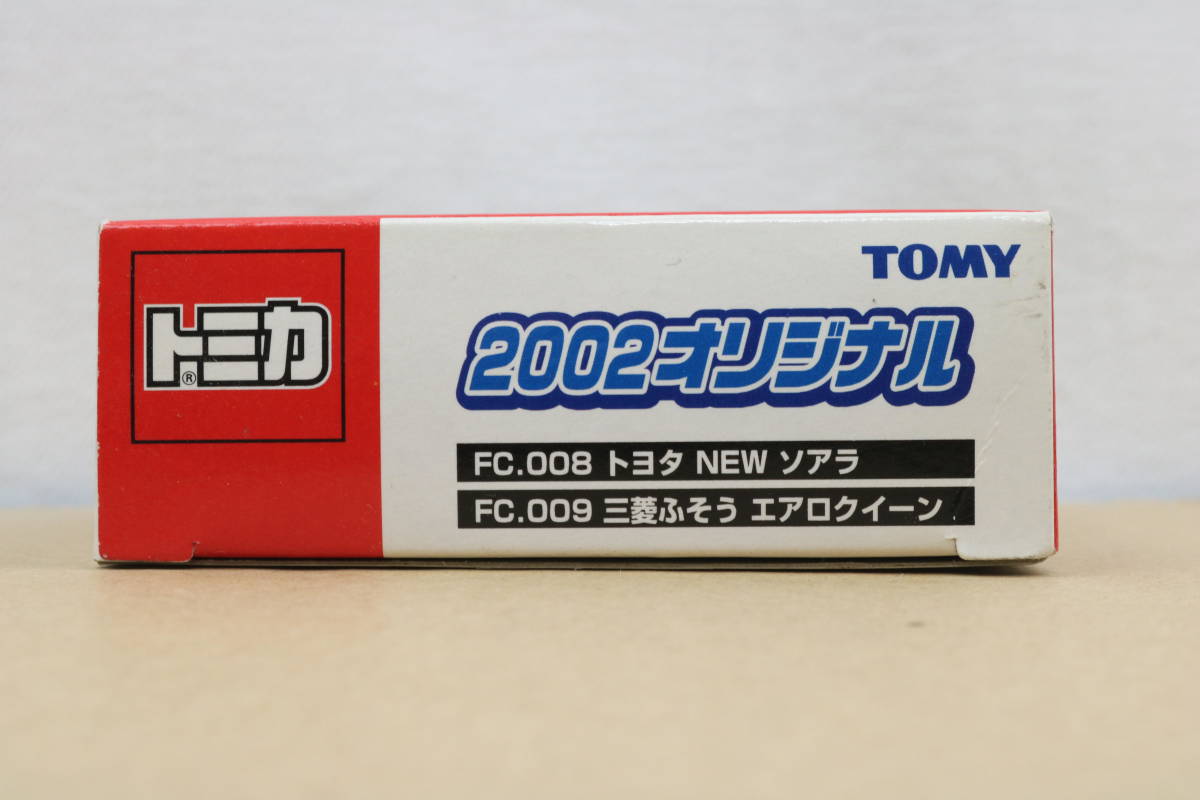 トミカ®
TOMY
2002オリジナル
FC.008 トヨタ NEW ソアラ
FC.009 三菱ふそう エアロクイーン